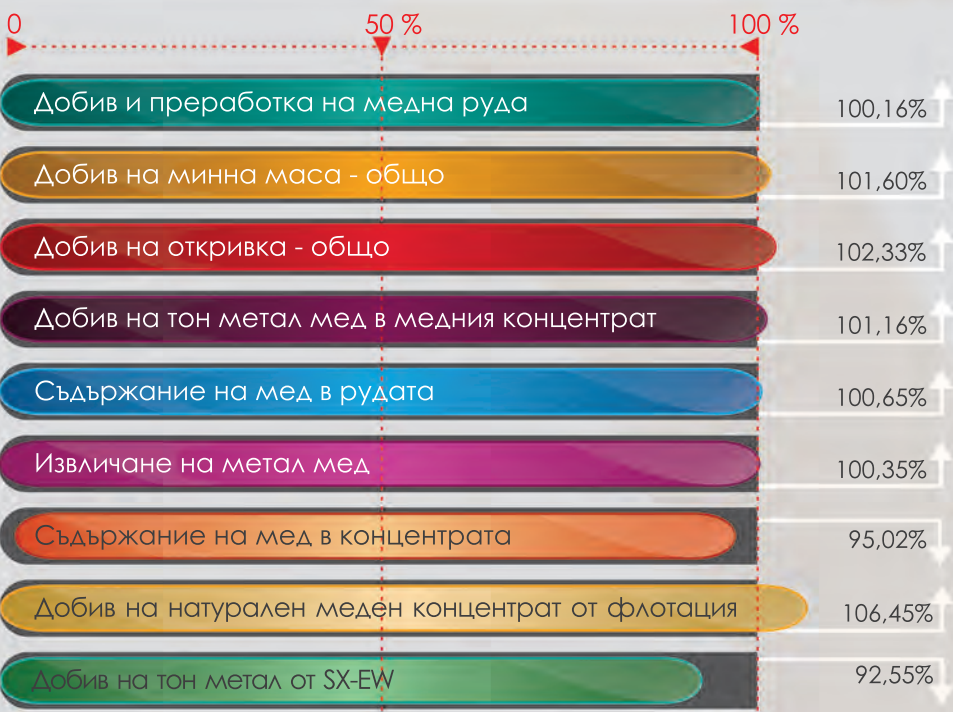 0 50 % 100 %
Добив и преработка на медна руда 100,16%
Добив на минна маса - общо 101,60%
Добив на откривка - общо 102,33%
Добив на тон метал мед в медния концентрат 101,16%
Съдържание на мед в рудата 100,65%
Извличане на метал мед 100,35%
Съдържание на мед в концентрата 95,02%
Добив на натурален меден концентрат от флотация 106,45%
Добив на тон метал от SX-EW 92,55%